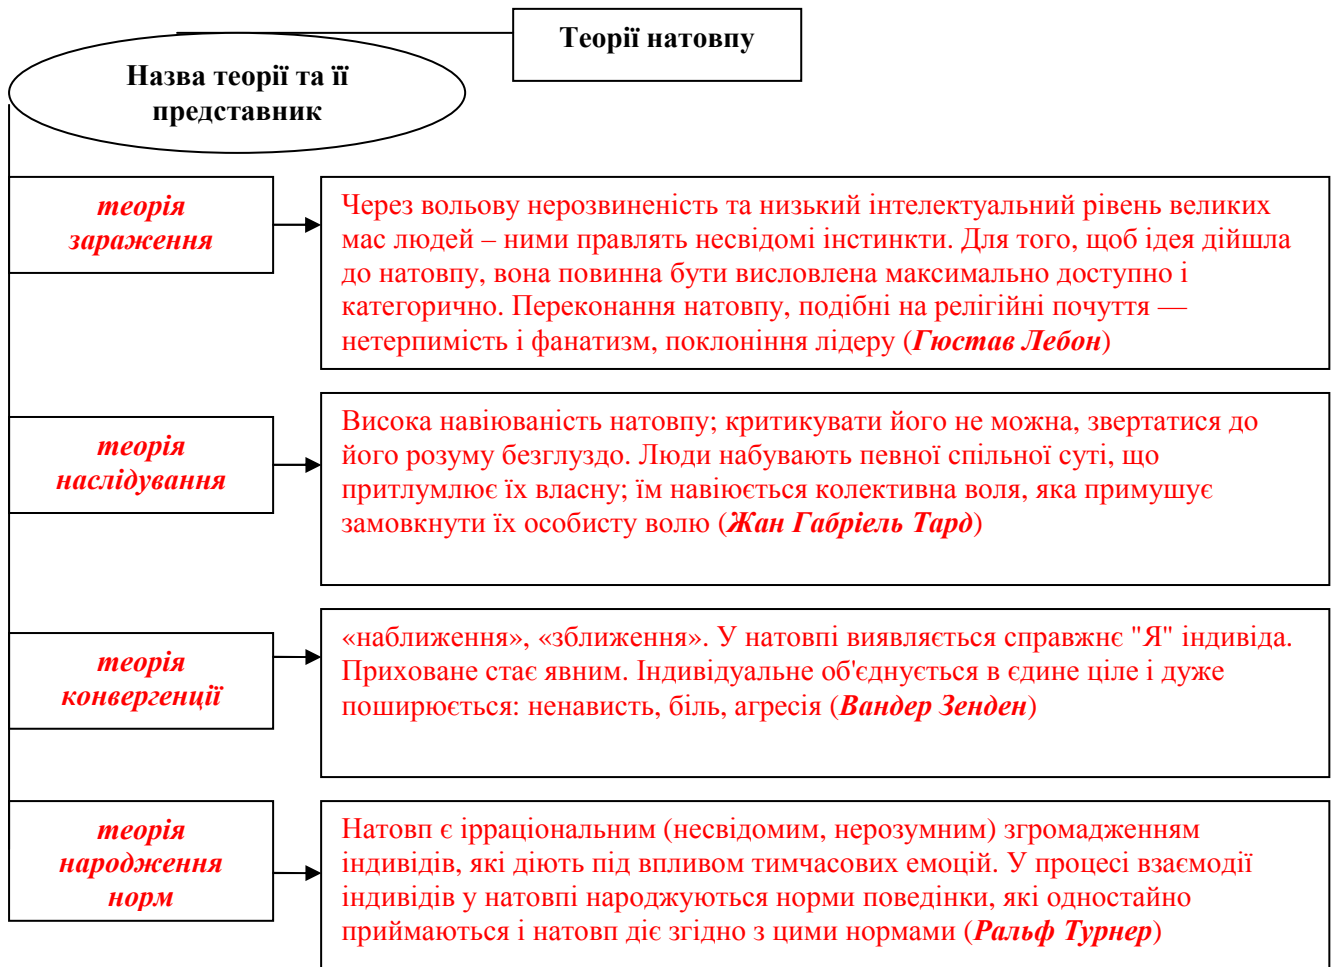 Теорії натовпу
Назва теорії та її
представник
теорія
зараження
Через вольову нерозвиненість та низький інтелектуальний рівень великих
мас людей – ними правлять несвідомі інстинкти. Для того, щоб ідея дійшла
до натовпу, вона повинна бути висловлена максимально доступно і
категорично. Переконання натовпу, подібні на релігійні почуття —
нетерпимість і фанатизм, поклоніння лідеру (Гюстав Лебон)
теорія
наслідування
Висока навіюваність натовпу; критикувати його не можна, звертатися до
його розуму безглуздо. Люди набувають певної спільної суті, що
притлумлює їх власну; їм навіюється колективна воля, яка примушує
замовкнути їх особисту волю (Жан Габріель Тард)
теорія
конвергенції
«наближення», «зближення». У натовпі виявляється справжнє "Я" індивіда.
Приховане стає явним. Індивідуальне об'єднується в єдине ціле і дуже
поширюється: ненависть, біль, агресія (Вандер Зенден)
теорія
народження
норм
Натовп є ірраціональним (несвідомим, нерозумним) згромадженням
індивідів, які діють під впливом тимчасових емоцій. У процесі взаємодії
індивідів у натовпі народжуються норми поведінки, які одностайно
приймаються і натовп діє згідно з цими нормами (Ральф Турнер)